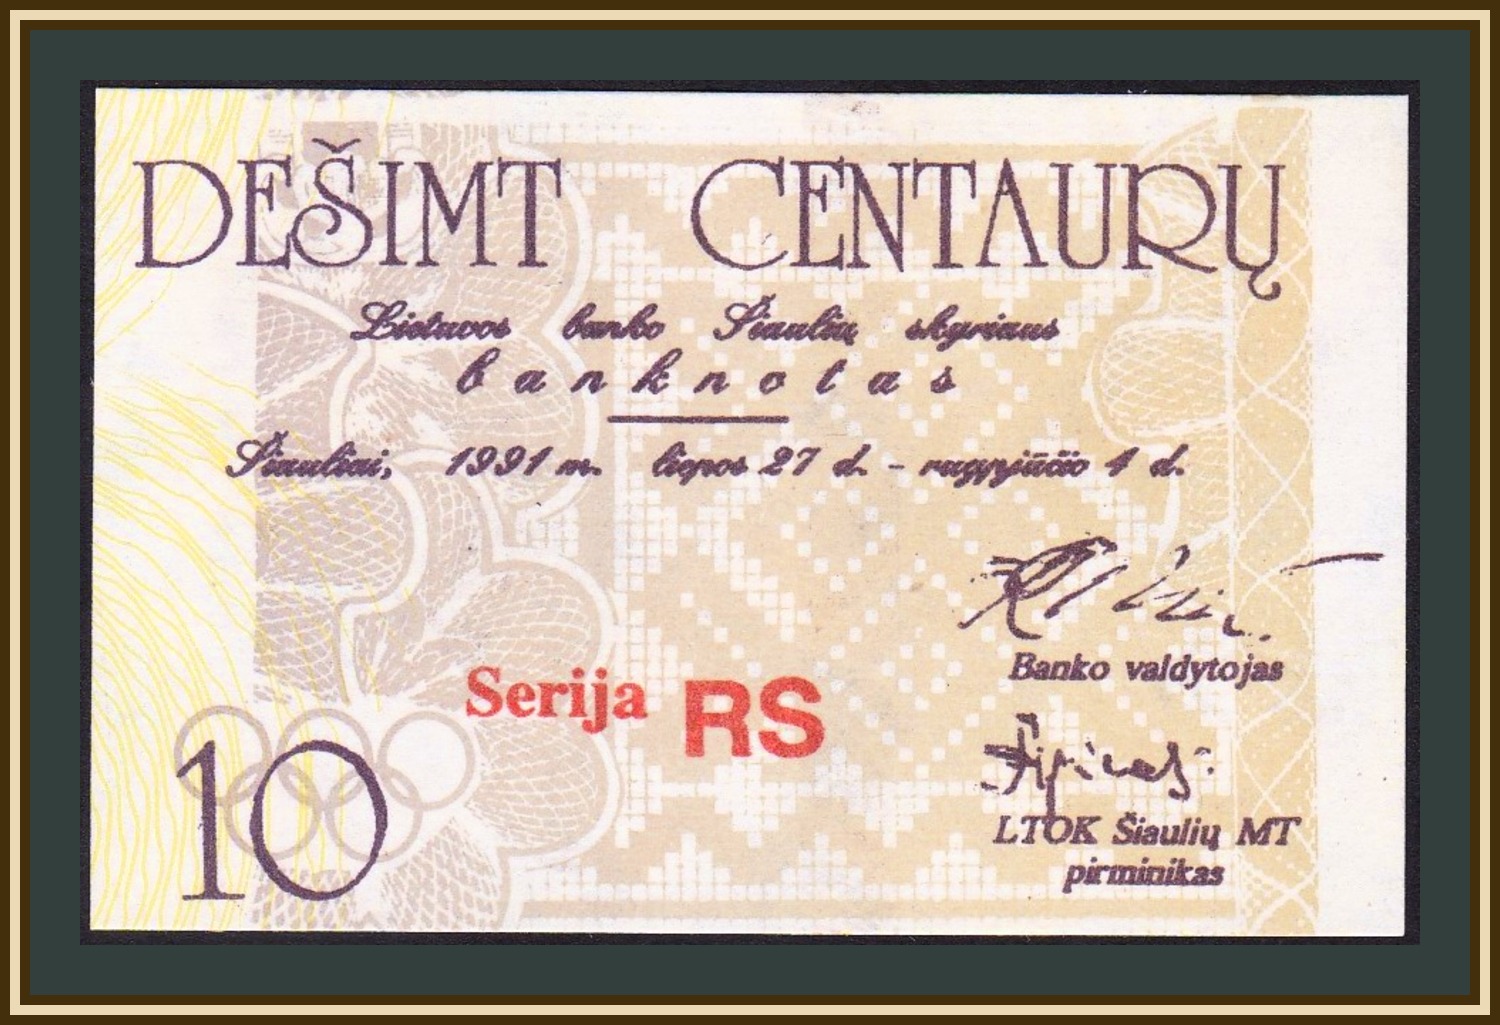 DEŠIMT CENTAURŲ
Lietuvos banko Šiaulių skyriaus
banknotas
Šiauliai, 1991 m. liepos 27 d. - rugpjūčio 4 d.
Banko valdytojas
Serija RS
10
LTOK Šiaulių MT
pirmininkas